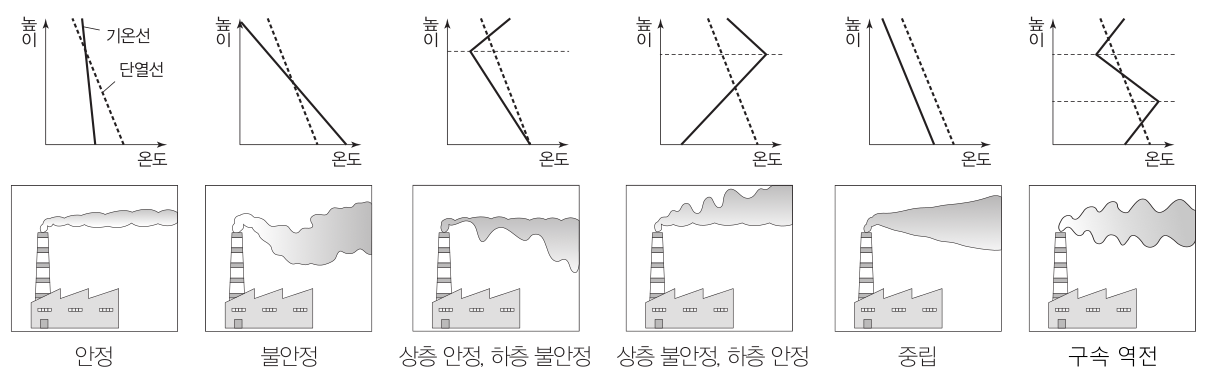 높이
기온선
단열선
온도
높이
온도
높이
온도
높이
온도
높이
온도
높이
온도
안정
불안정
상층 안정, 하층 불안정
상층 불안정, 하층 안정
중립
구속 역전